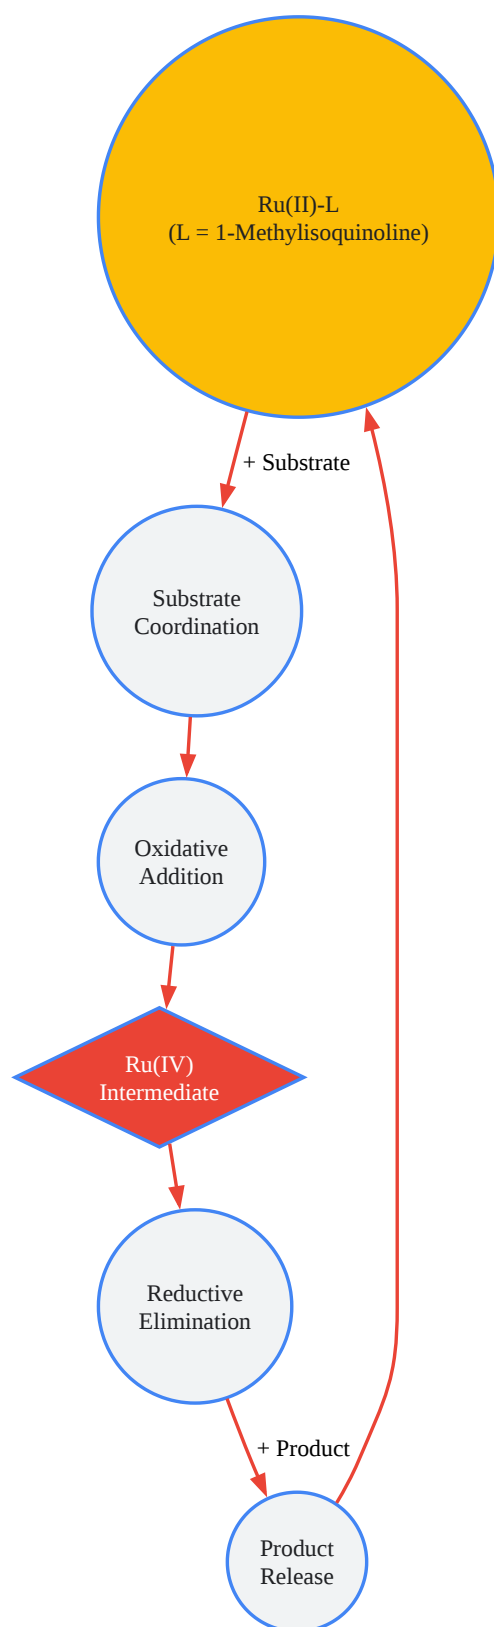 Ru(II)-L
(L = 1-Methylisoquinoline)
+ Substrate
Substrate
Coordination
Oxidative
Addition
Ru(IV)
Intermediate
Reductive
Elimination
+ Product
Product
Release